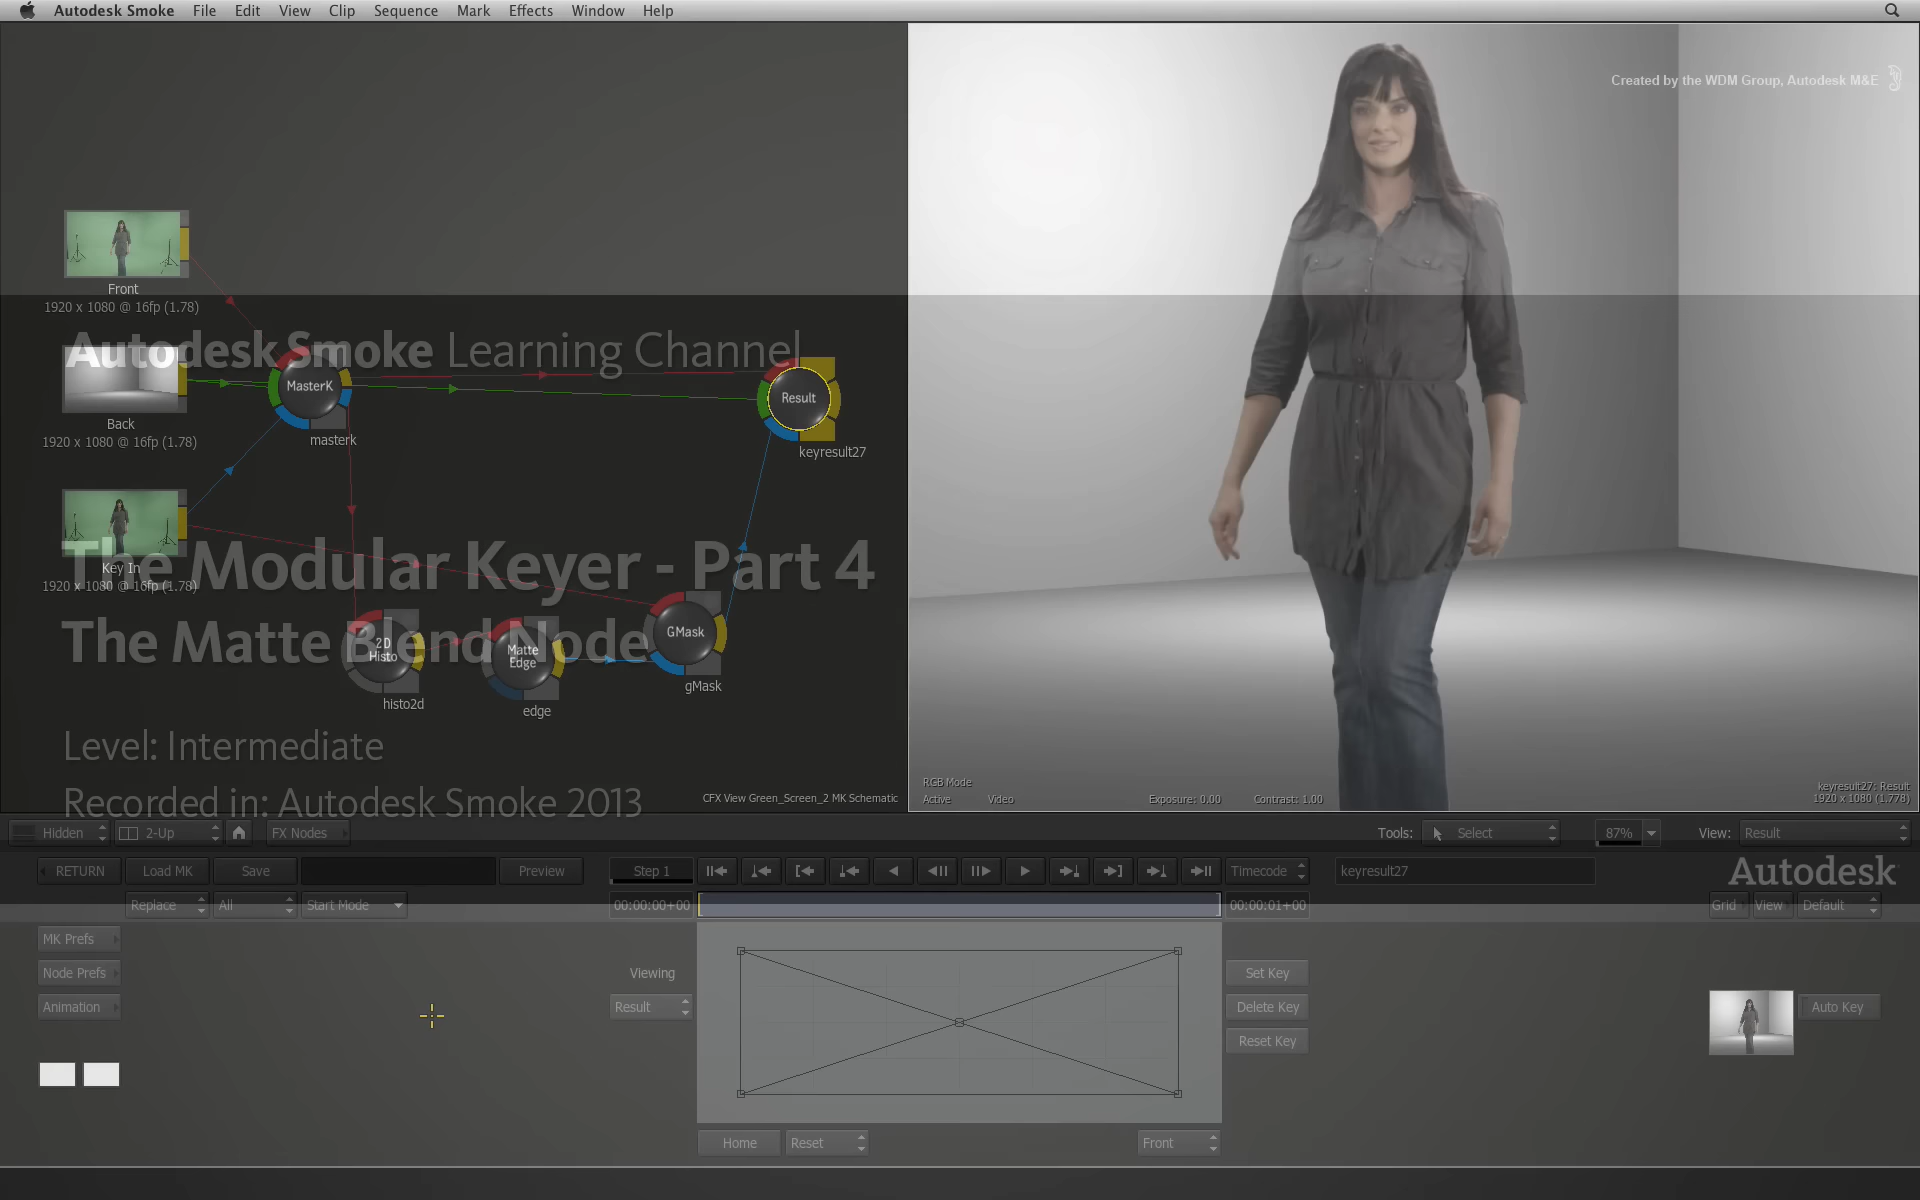 Autodesk Smoke File Edit View Clip Sequence Mark Effects Window Help
Created by the WDM Group, Autodesk M&E
Front
1920 x 1080 @ 16fp (1.78)
Autodesk Smoke Learning Channel
MasterK
masterk
Result
keyresult27
Back
1920 x 1080 @ 16fp (1.78)
The Modular Keyer - Part 4
Key In
1920 x 1080 @ 16fp (1.78)
The Matte Blend Node
2D
Histo
histo2d
Matte
Edge
edge
GMask
gMask
Level: Intermediate
Recorded in: Autodesk Smoke 2013
CFX View Green_Screen_2 MK Schematic
RGB Mode
Active Video Exposure: 0.00 Contrast: 1.00
keyresult27: Result
1920 x 1080 (1.778)
Hidden 2-Up FX Nodes Tools: Select 87% View: Result
RETURN Load MK Save Preview Step 1 Timecode keyresult27 Autodesk
Replace All Start Mode 00:00:00+00 00:00:01+00 Grid View Default
MK Prefs
Node Prefs Viewing Set Key
Animation Result Delete Key Auto Key
Reset Key
Home Reset Front